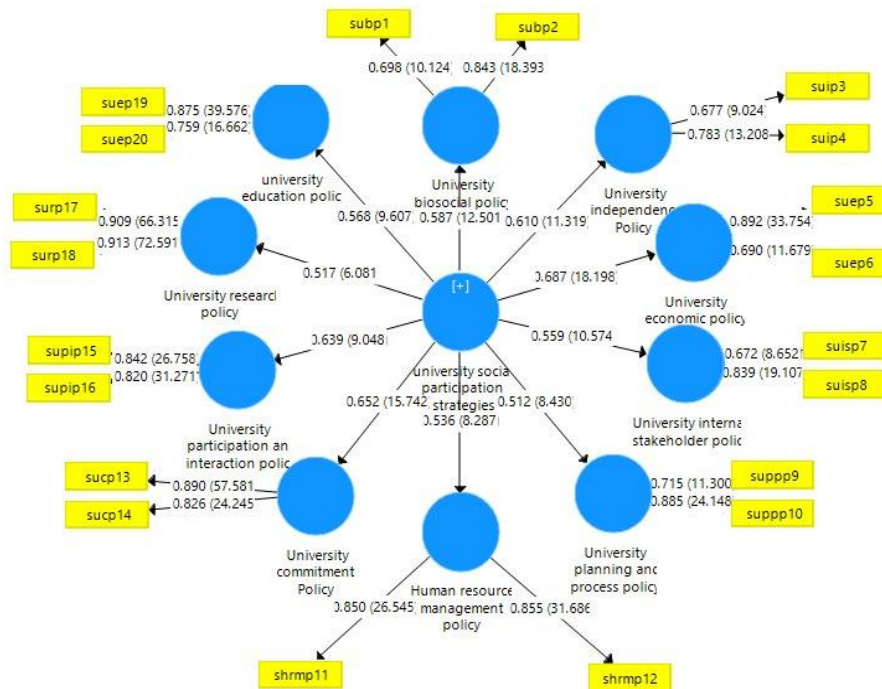 subp1
subp2
0.698 (10.124)
0.843 (18.393
suep19
suep20
0.875 (39.576)
0.759 (16.662)
university
education polic
University
biosocial policy
0.587 (12.501)
suip3
suip4
0.677 (9.024)
0.783 (13.208
University
independenc
Policy
0.568 (9.607)
0.610 (11.319)
surp17
surp18
0.909 (66.315
0.913 (72.591
University research
policy
0.517 (6.081
suep5
suep6
0.892 (33.754)
0.690 (11.679)
University
economic policy
0.687 (18.198)
[+]
university socia
participation
strategies
supip15
supip16
0.842 (26.758)
0.820 (31.271)
University
participation an
interaction polic
0.639 (9.048)
suisp7
suisp8
0.672 (8.652)
0.839 (19.107
University interna
stakeholder polic
0.559 (10.574
0.652 (15.742)
0.536 (8.287)
0.512 (8.430)
sucp13
sucp14
0.890 (57.581
0.826 (24.245
University
commitment
Policy
suppp9
suppp10
0.715 (11.300
0.885 (24.148
University
planning and
process policy
Human resource
management
policy
0.850 (26.545)
0.855 (31.686
shrmp11
shrmp12